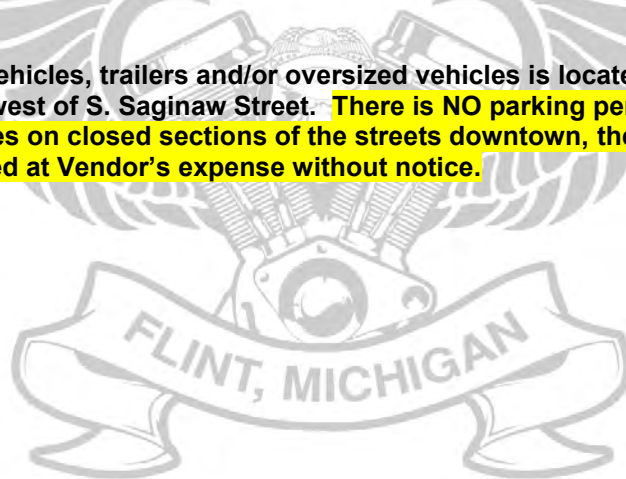 ehicles, trailers and/or oversized vehicles is locate
vest of S. Saginaw Street. There is NO parking per
es on closed sections of the streets downtown, the
ed at Vendor's expense without notice.
FLINT, MICHIGAN